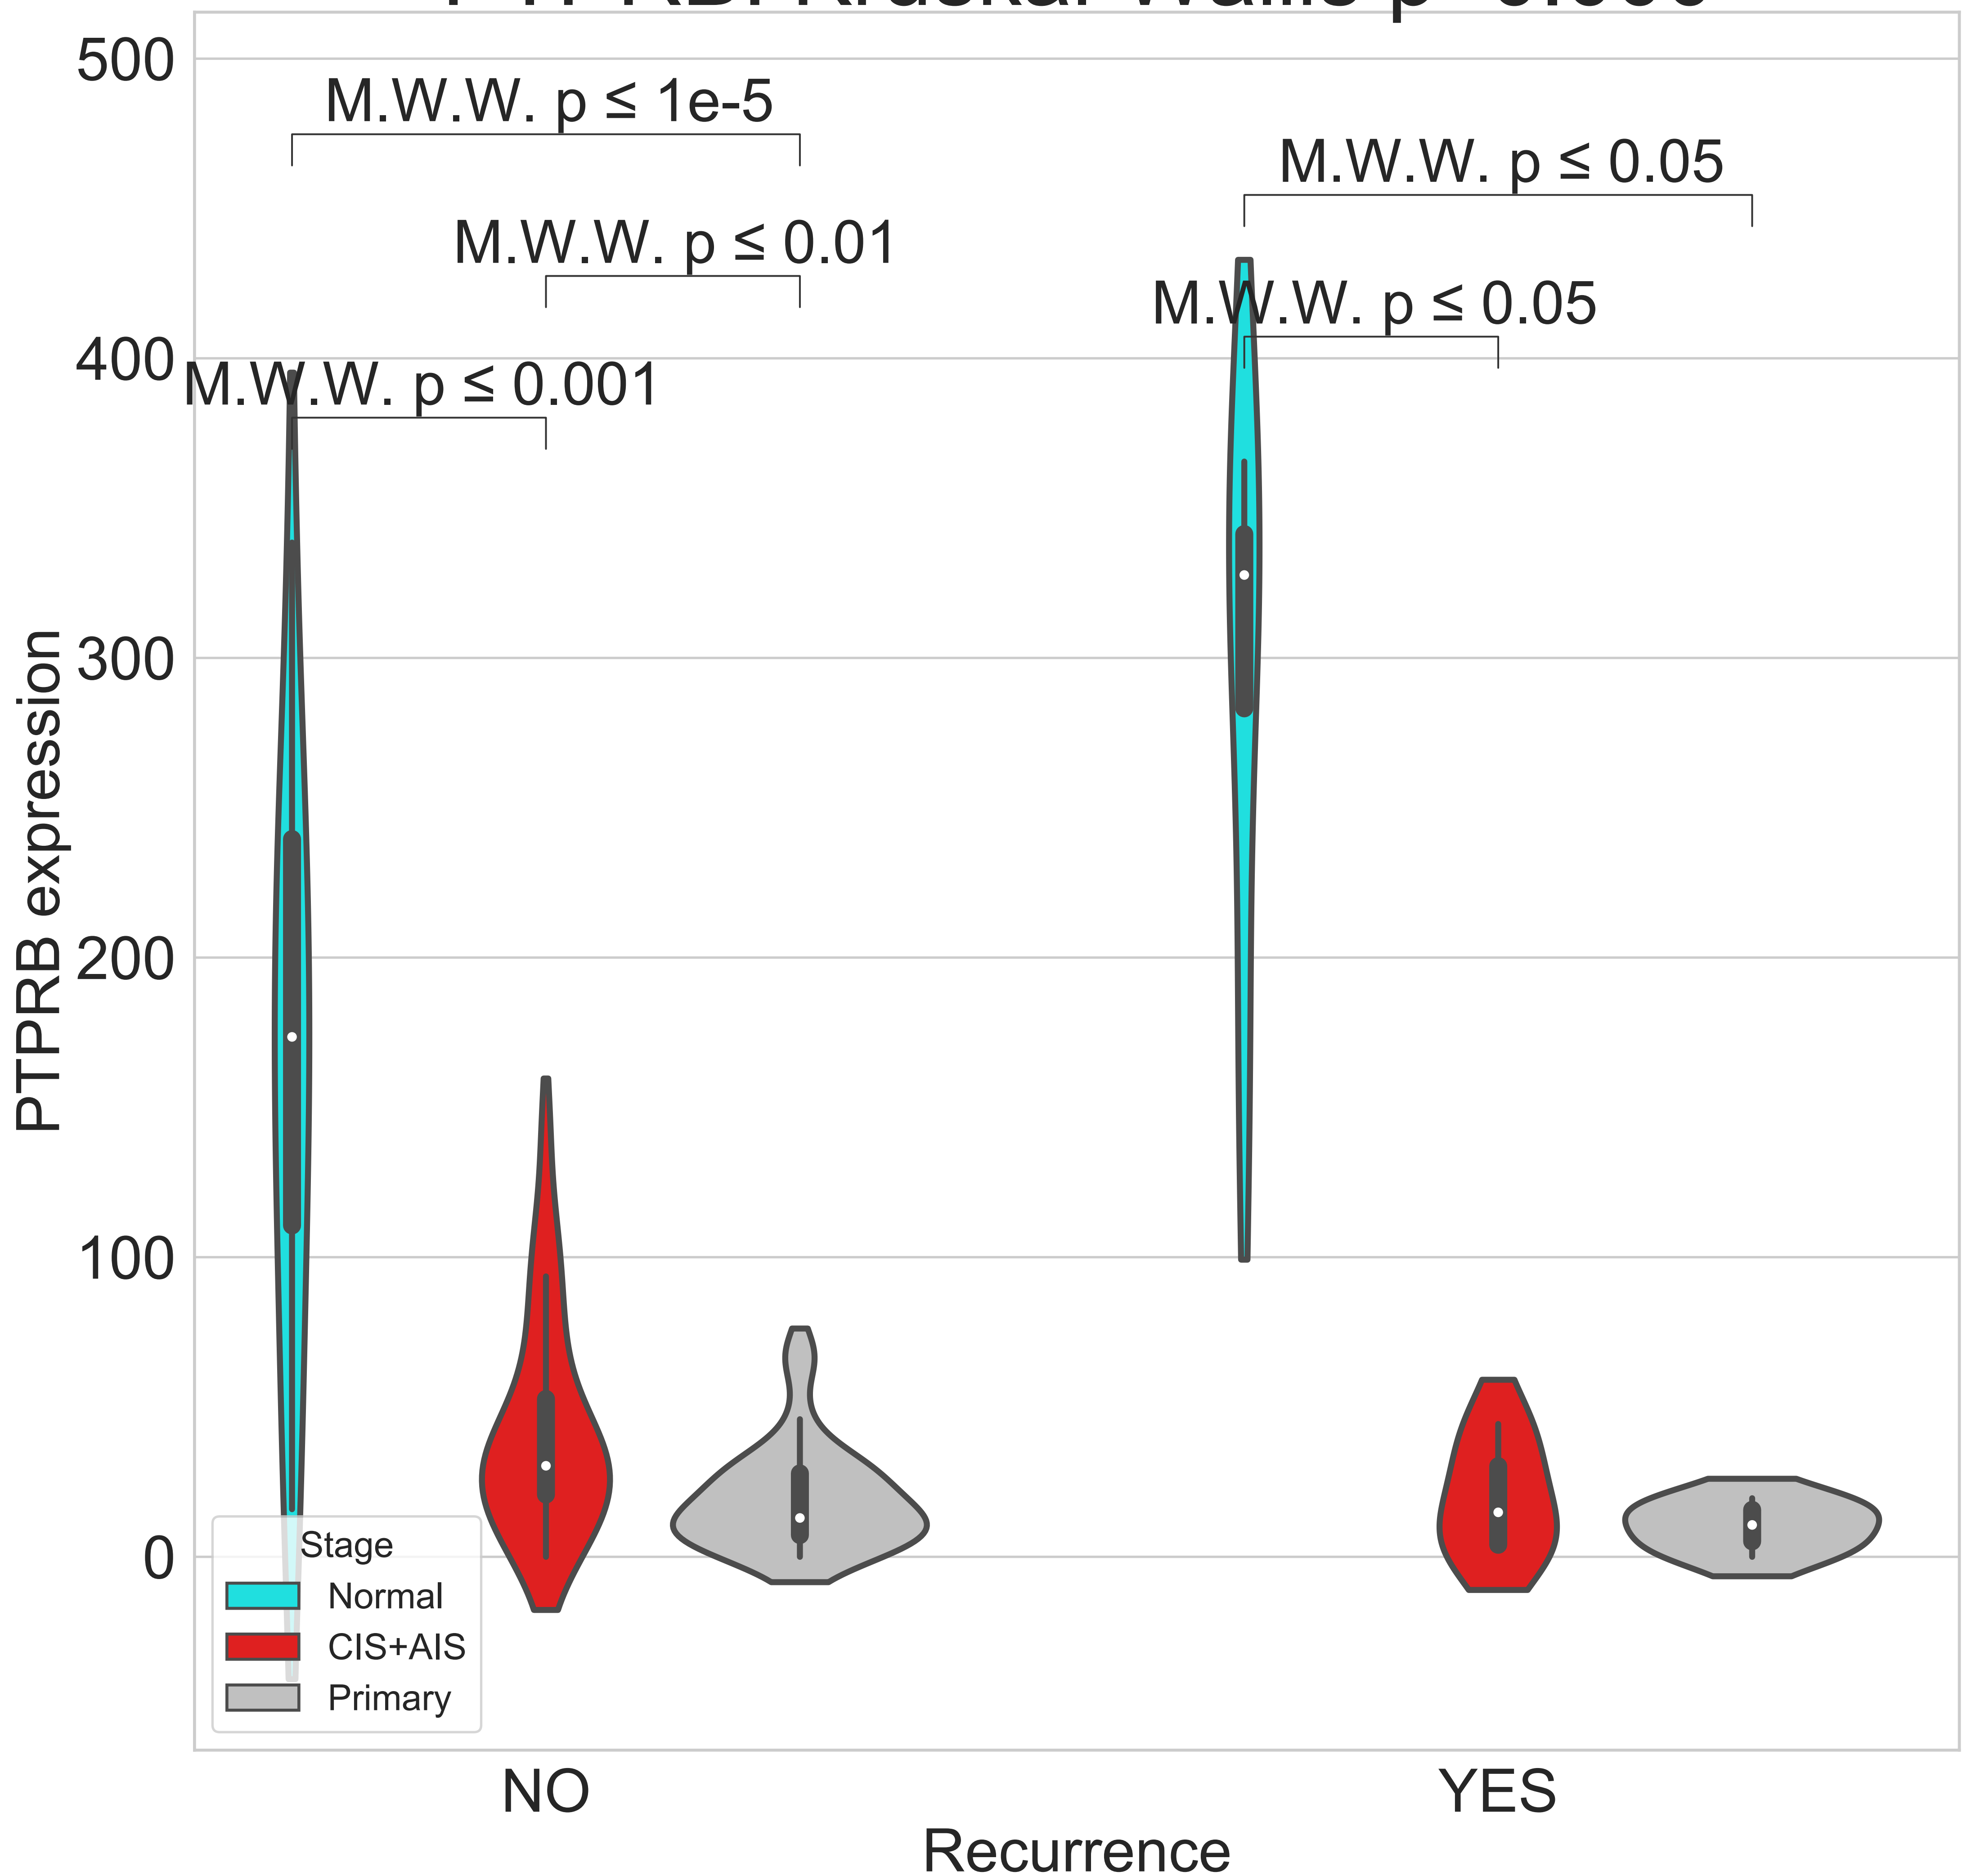 500
M.W.W. p ≤ 1e-5
M.W.W. p ≤ 0.05
M.W.W. p ≤ 0.01
M.W.W. p ≤ 0.05
400
M.W.W. p ≤ 0.001
300
PTPRB expression
200
100
0
Stage
Normal
CIS+AIS
Primary
NO
YES
Recurrence